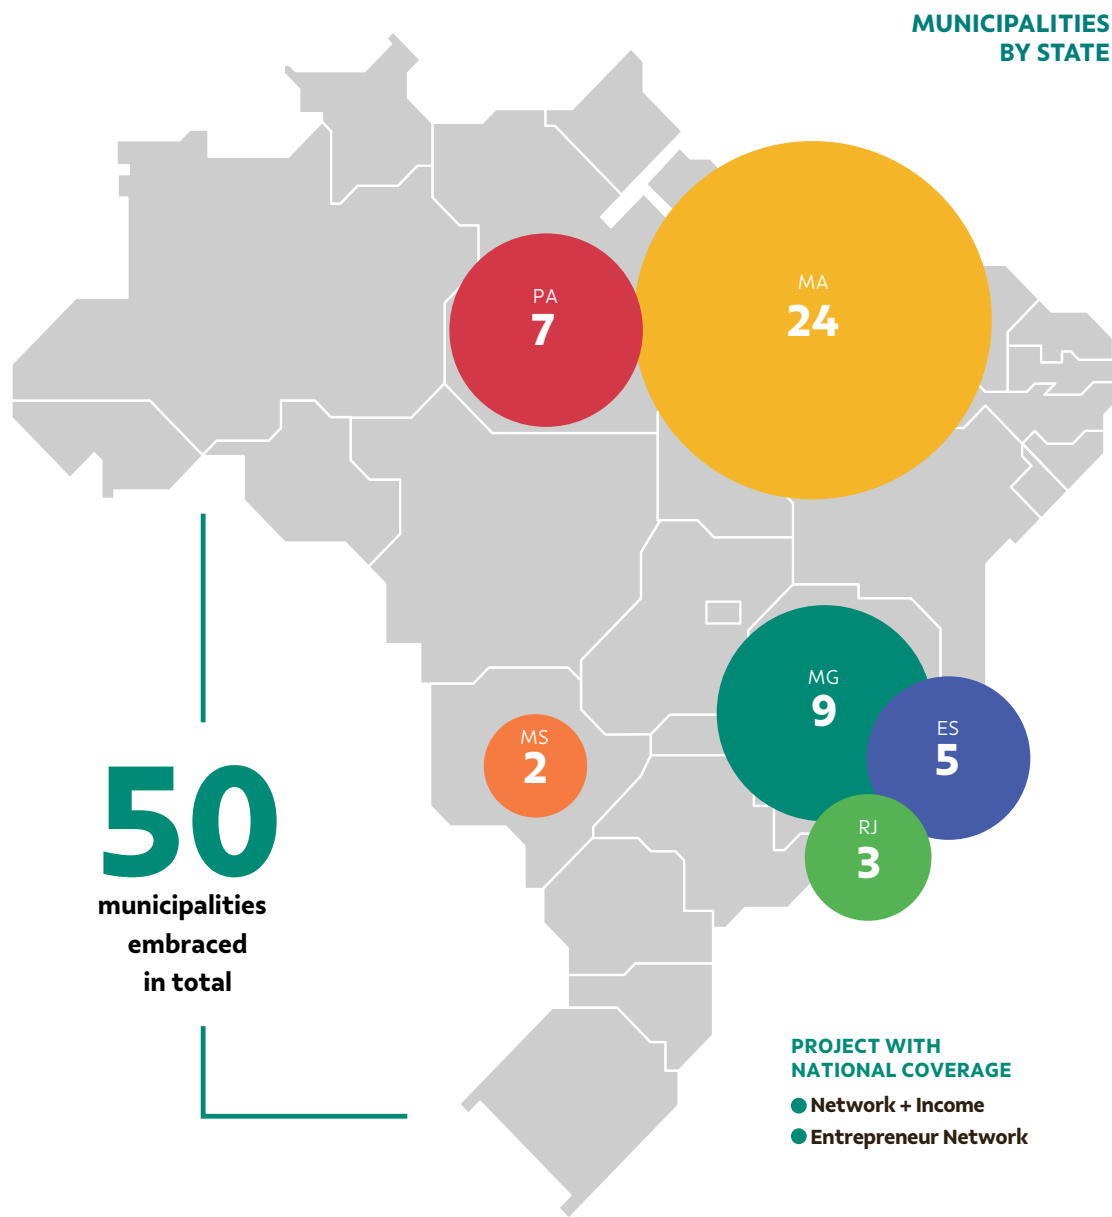 MUNICIPALITIES
BY STATE
MA
24
PA
7
MG
9
ES
5
MS
2
RJ
3
50
municipalities
embraced
in total
PROJECT WITH
NATIONAL COVERAGE
Network + Income
Entrepreneur Network